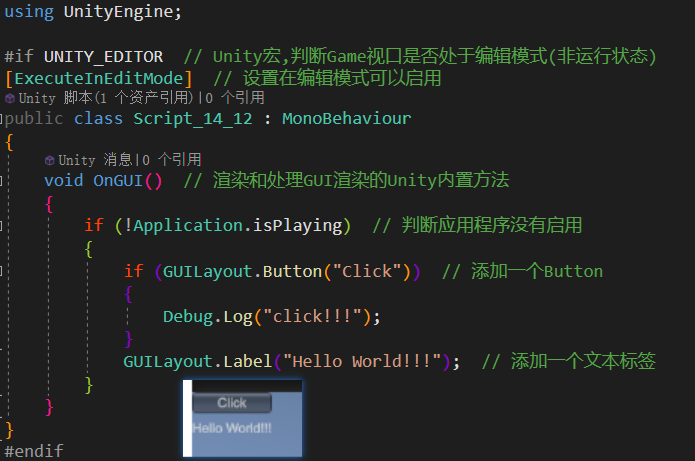 using UnityEngine;
#if UNITY_EDITOR  // Unity宏,判断Game视口是否处于编辑模式(非运行状态)
[ExecuteInEditMode]  // 设置在编辑模式可以启用
Unity 脚本(1 个资产引用)|0 个引用
public class Script_14_12 : MonoBehaviour
{
Unity 消息|0 个引用
void OnGUI()  // 渲染和处理GUI渲染的Unity内置方法
{
if (!Application.isPlaying)  // 判断应用程序没有启用
{
if (GUILayout.Button("Click"))  // 添加一个Button
{
Debug.Log("click!!!");
}
GUILayout.Label("Hello World!!!");  // 添加一个文本标签
}
Click
Hello World!!!
}
}
#endif